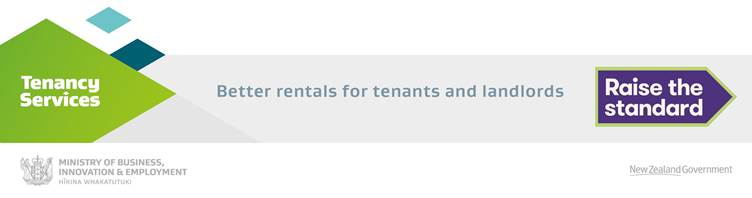 Tenancy
Services
Better rentals for tenants and landlords
Raise the
standard
MINISTRY OF BUSINESS,
INNOVATION & EMPLOYMENT
HĪKINA WHAKATUTUKI
New Zealand Government